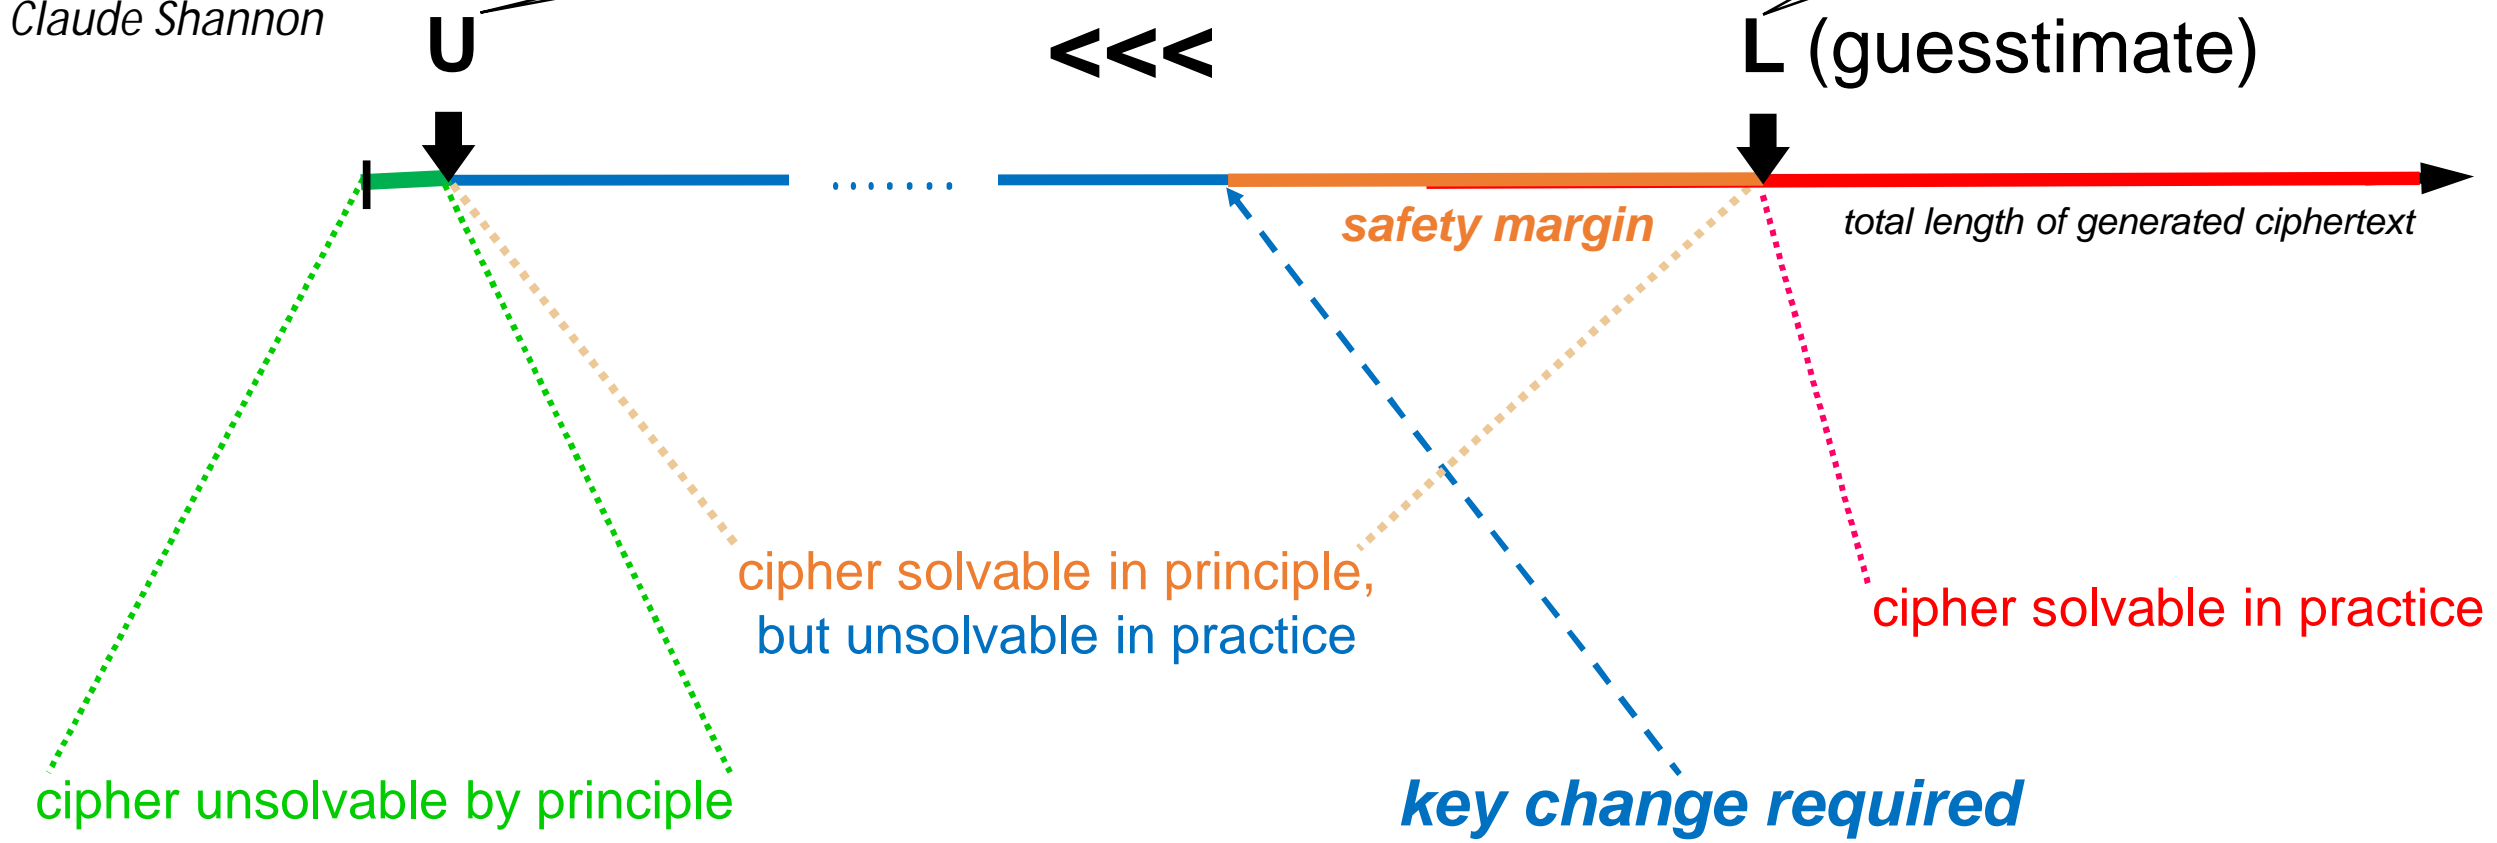 Claude Shannon
U
<<<
L (guesstimate)
safety margin
total length of generated ciphertext
cipher solvable in principle,
but unsolvable in practice
cipher solvable in practice
cipher unsolvable by principle
key change required